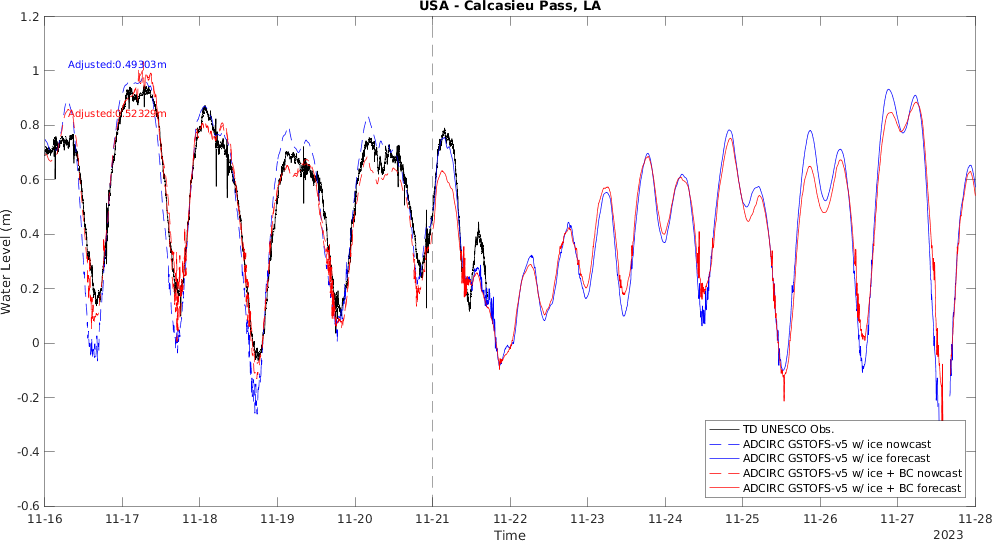 USA - Calcasieu Pass, LA
1.2
1
0.8
0.6
0.4
0.2
0
-0.2
-0.4
-0.6
Water Level (m)
Adjusted:0.49303m
Adjusted:0.52329m
TD UNESCO Obs.
ADCIRC GSTOFS-v5 w/ ice nowcast
ADCIRC GSTOFS-v5 w/ ice forecast
ADCIRC GSTOFS-v5 w/ ice + BC nowcast
ADCIRC GSTOFS-v5 w/ ice + BC forecast
11-16 11-17 11-18 11-19 11-20 11-21 11-22 11-23 11-24 11-25 11-26 11-27 11-28
Time
2023